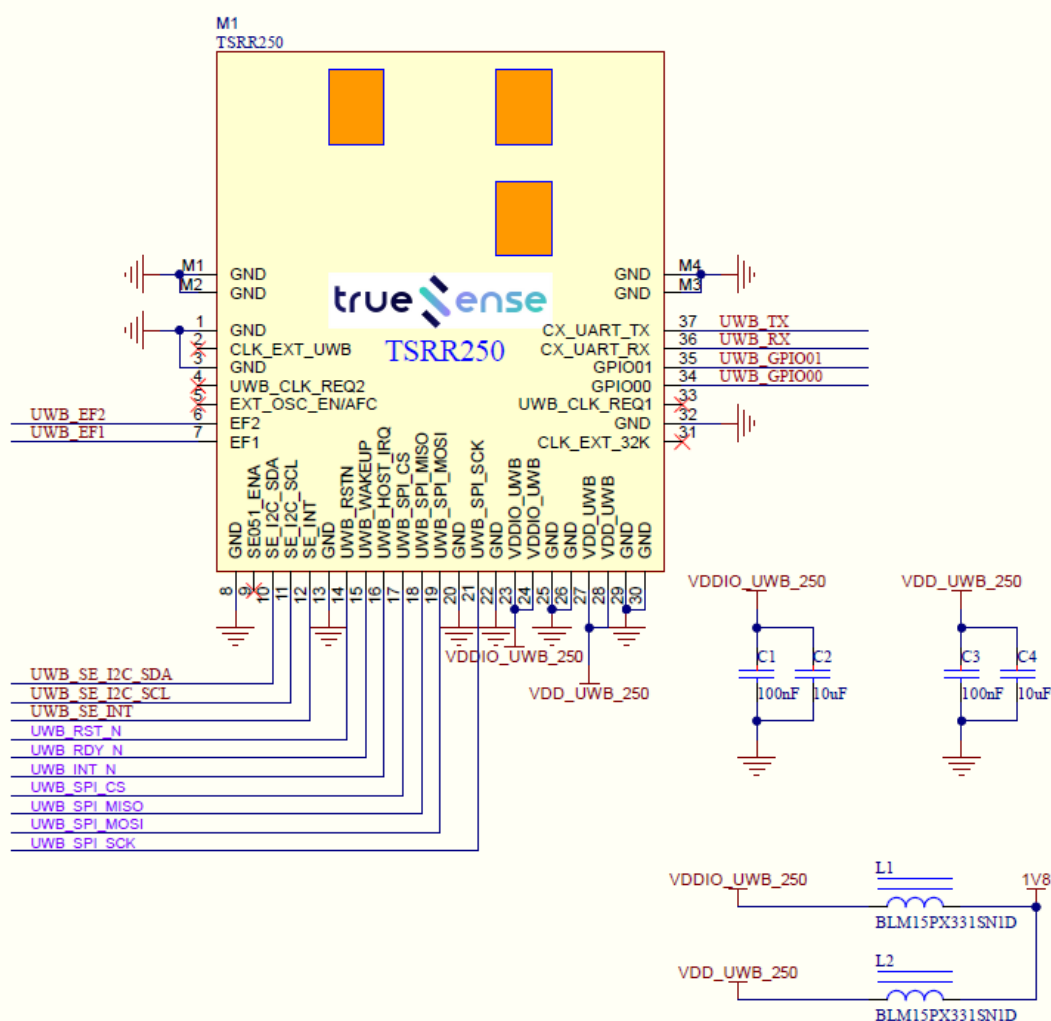 M1
TSRR250
M1 GND
M2 GND
GND M4
GND M3
true ense
TSRR250
1 GND
2 CLK_EXT_UWB
3 GND
4 UWB_CLK_REQ2
5 EXT_OSC_EN/AFC
UWB_EF2 6 EF2
UWB_EF1 7 EF1
CX_UART_TX 37 UWB_TX
CX_UART_RX 36 UWB_RX
GPIO01 35 UWB_GPIO01
GPIO00 34 UWB_GPIO00
UWB_CLK_REQ1 33
GND 32
CLK_EXT_32K 31
GND 8
SE051_ENA 9
SE_I2C_SDA 10
SE_I2C_SCL 11
SE_INT 12
GND 13
UWB_RSTN 14
UWB_WAKEUP 15
UWB_HOST_IRQ 16
UWB_SPI_CS 17
UWB_SPI_MISO 18
UWB_SPI_MOSI 19
GND 20
UWB_SPI_SCK 21
GND 22
VDDIO_UWB 23
VDDIO_UWB 24
GND 25
GND 26
VDD_UWB 27
VDD_UWB 28
GND 29
GND 30
VDDIO_UWB_250
VDD_UWB_250
UWB_SE_I2C_SDA
UWB_SE_I2C_SCL
UWB_SE_INT
UWB_RST_N
UWB_RDY_N
UWB_INT_N
UWB_SPI_CS
UWB_SPI_MISO
UWB_SPI_MOSI
UWB_SPI_SCK
VDDIO_UWB_250
C1 C2
100nF 10uF
VDD_UWB_250
C3 C4
100nF 10uF
L1
VDDIO_UWB_250 1V8
BLM15PX331SN1D
L2
VDD_UWB_250
BLM15PX331SN1D